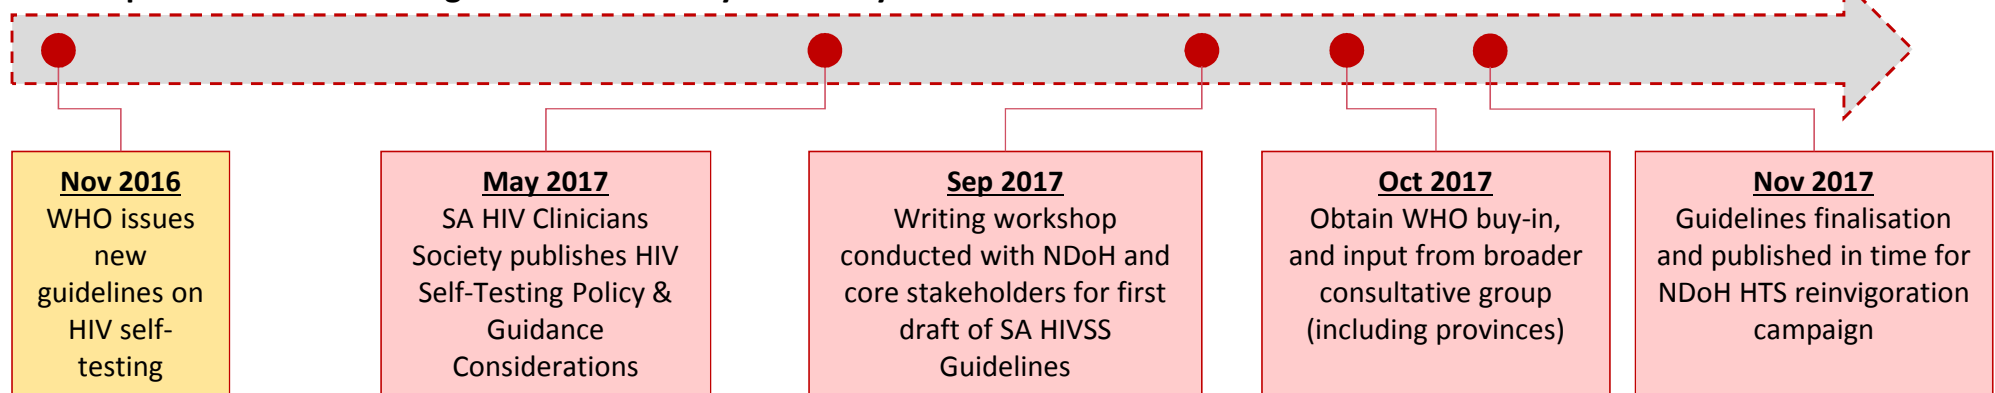 Nov 2016
WHO issues
new
guidelines on
HIV self-
testing
May 2017
SA HIV Clinicians
Society publishes HIV
Self-Testing Policy &
Guidance
Considerations
Sep 2017
Writing workshop
conducted with NDoH and
core stakeholders for first
draft of SA HIVSS
Guidelines
Oct 2017
Obtain WHO buy-in,
and input from broader
consultative group
(including provinces)
Nov 2017
Guidelines finalisation
and published in time for
NDoH HTS reinvigoration
campaign